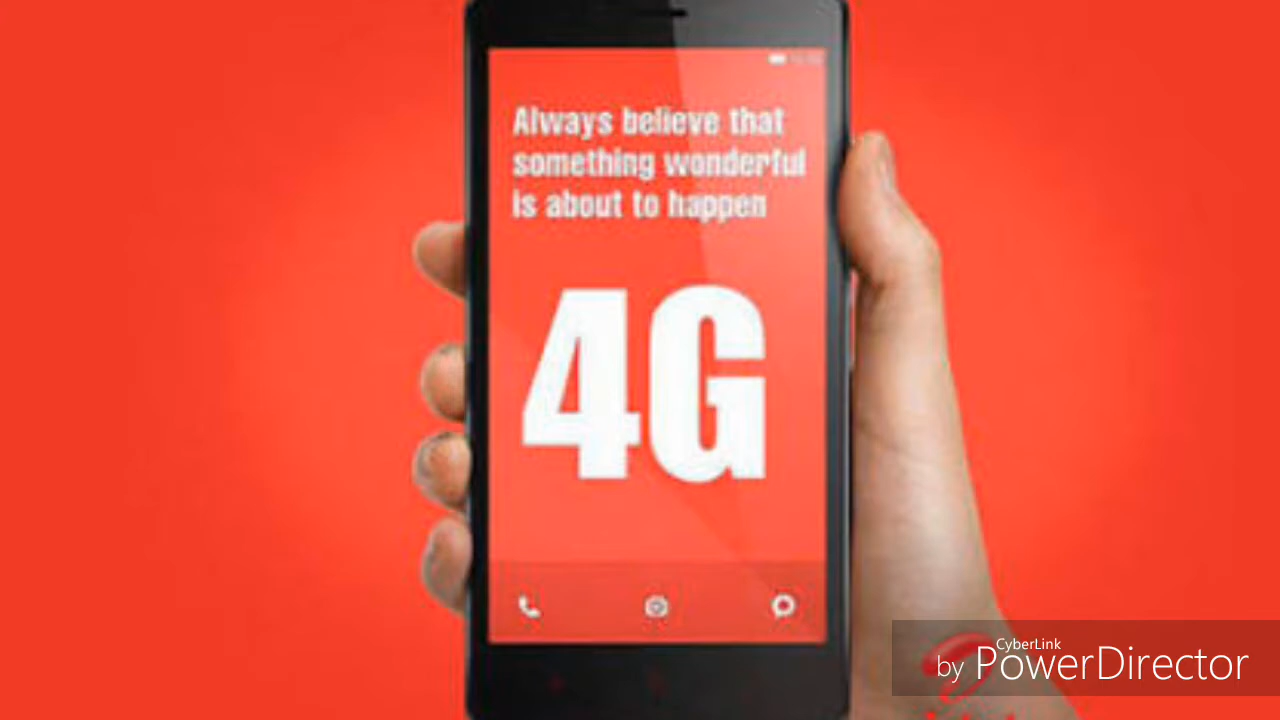 Always believe that
something wonderful
is about to happen
4G
CyberLink
by PowerDirector